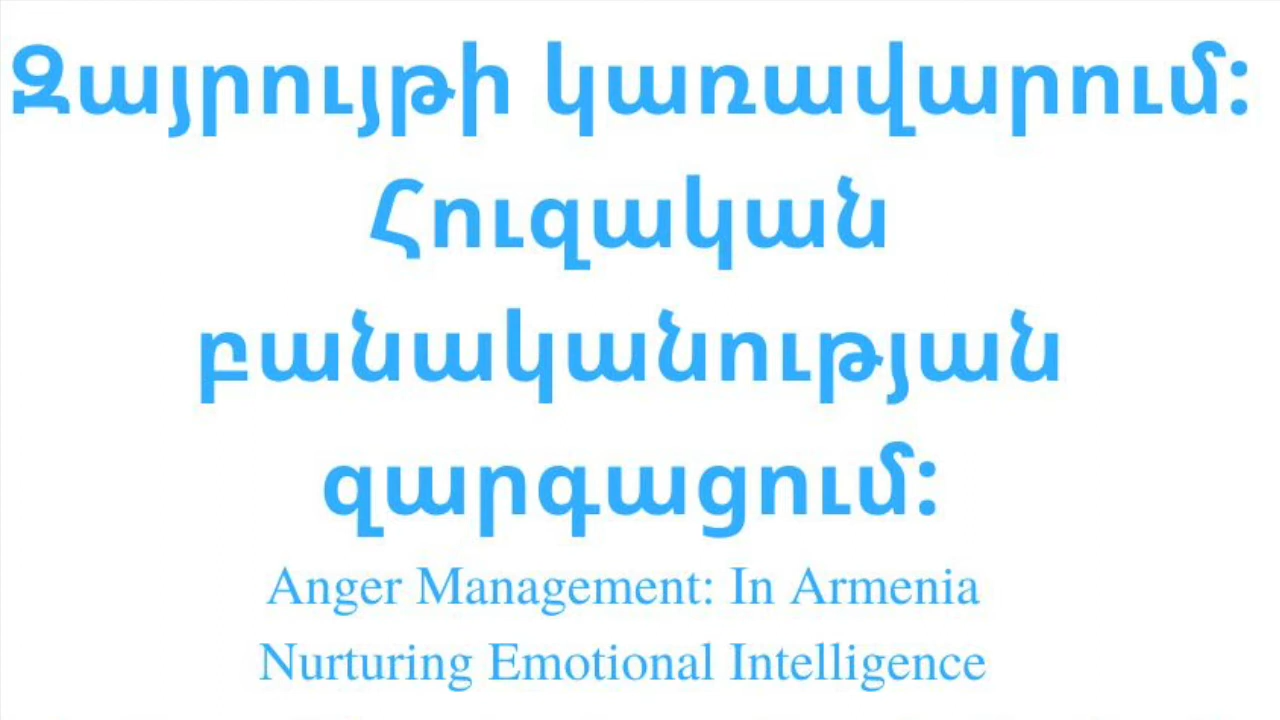 Զայրույթի կառավարում:
Հուզական
բանականության
զարգացում:
Anger Management: In Armenia
Nurturing Emotional Intelligence